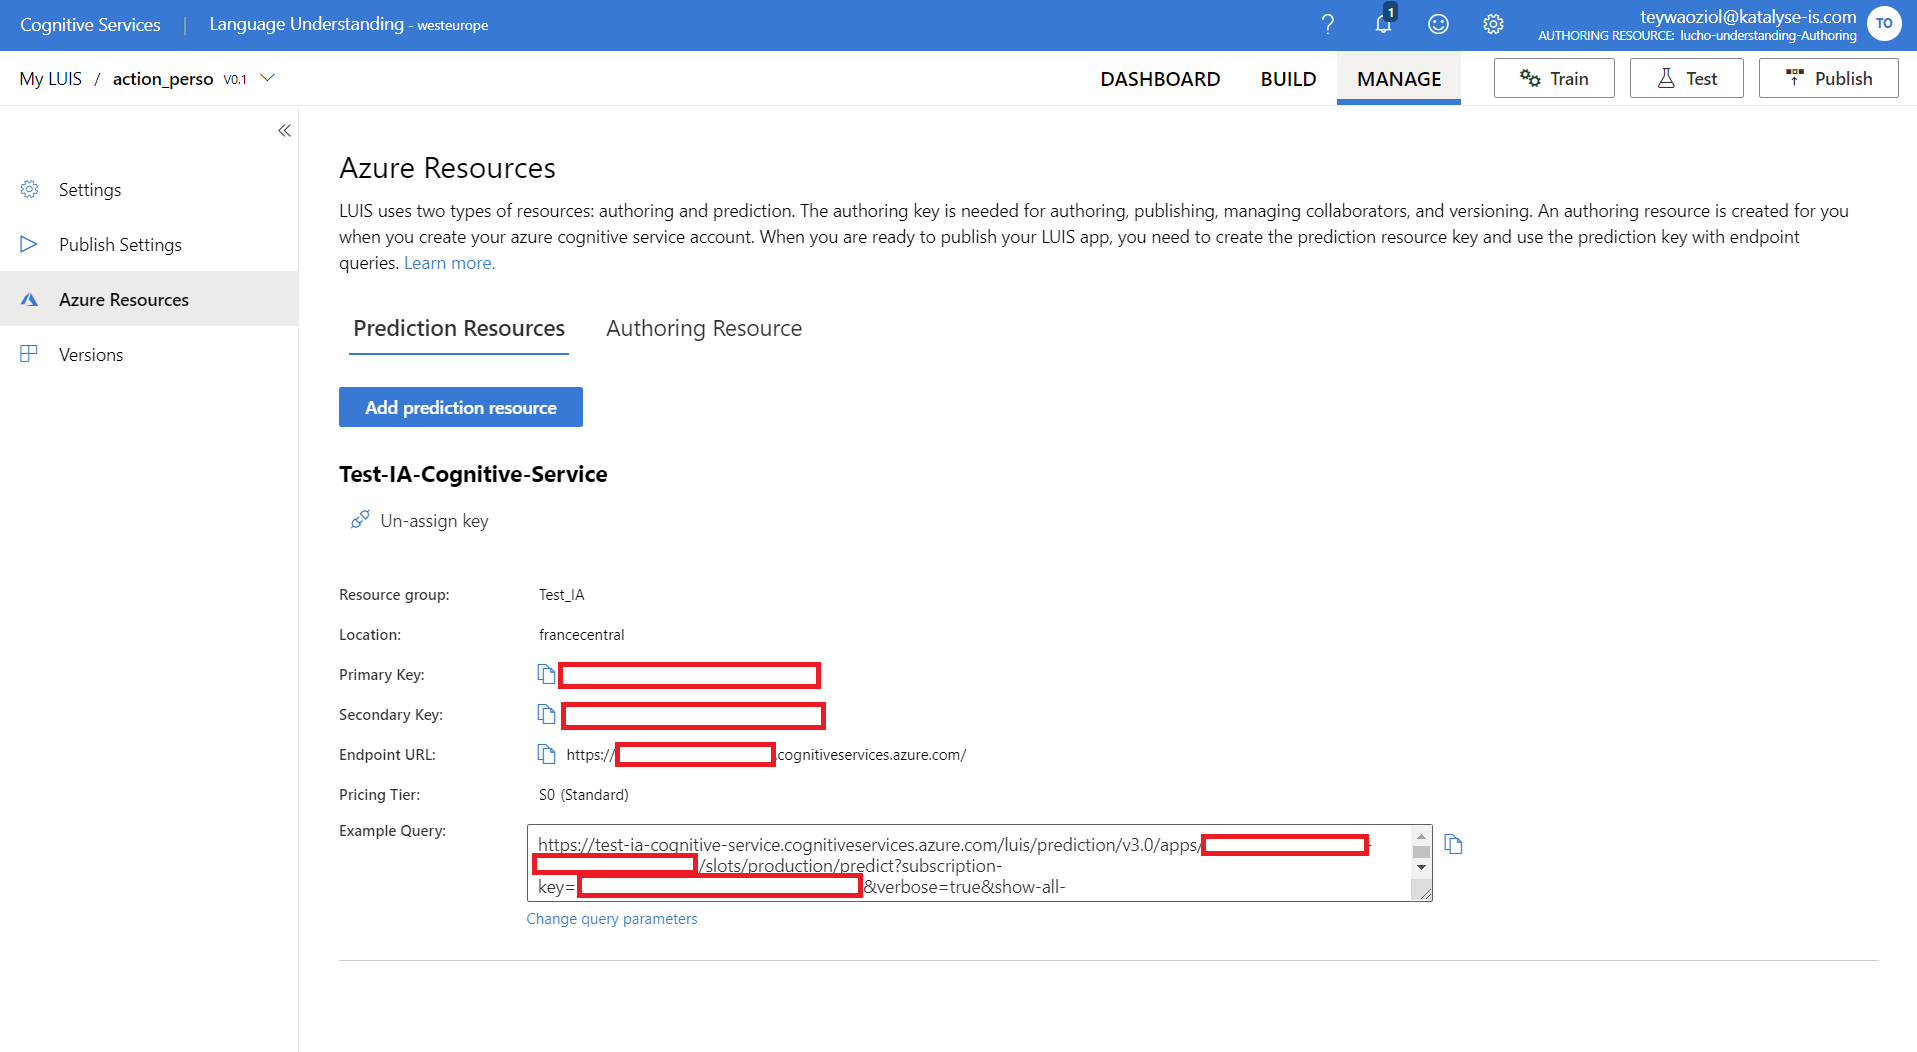 Cognitive Services | Language Understanding - westeurope
? 1 teywaoziol@katalyse-is.com
AUTHORING RESOURCE: lucho-understanding-Authoring
TO
My LUIS / action_perso V0.1
DASHBOARD BUILD MANAGE Train Test Publish
Settings
Publish Settings
Azure Resources
Versions
Azure Resources
LUIS uses two types of resources: authoring and prediction. The authoring key is needed for authoring, publishing, managing collaborators, and versioning. An authoring resource is created for you
when you create your azure cognitive service account. When you are ready to publish your LUIS app, you need to create the prediction resource key and use the prediction key with endpoint
queries. Learn more.
Prediction Resources Authoring Resource
Add prediction resource
Test-IA-Cognitive-Service
Un-assign key
Resource group: Test_IA
Location: francecentral
Primary Key:
Secondary Key:
Endpoint URL: https:// .cognitiveservices.azure.com/
Pricing Tier: S0 (Standard)
Example Query:
https://test-ia-cognitive-service.cognitiveservices.azure.com/luis/prediction/v3.0/apps/ -
/slots/production/predict?subscription-
key= &verbose=true&show-all-
Change query parameters